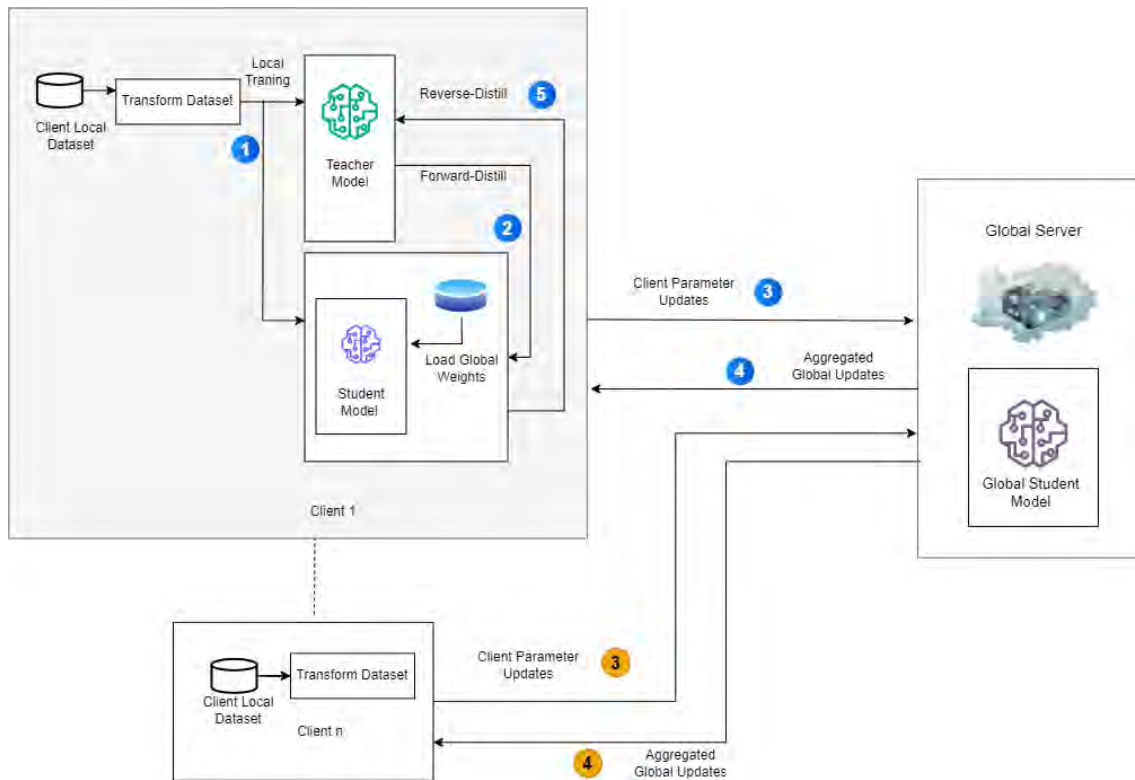 Local
Traning
Client Local
Dataset
Transform Dataset
1
Teacher
Model
Reverse-Distill
5
Forward-Distill
2
Student
Model
Load Global
Weights
Client 1
Client Parameter
Updates
3
Aggregated
Global Updates
4
Global Server
Global Student
Model
Client Local
Dataset
Transform Dataset
Client n
Client Parameter
Updates
3
4
Aggregated
Global Updates